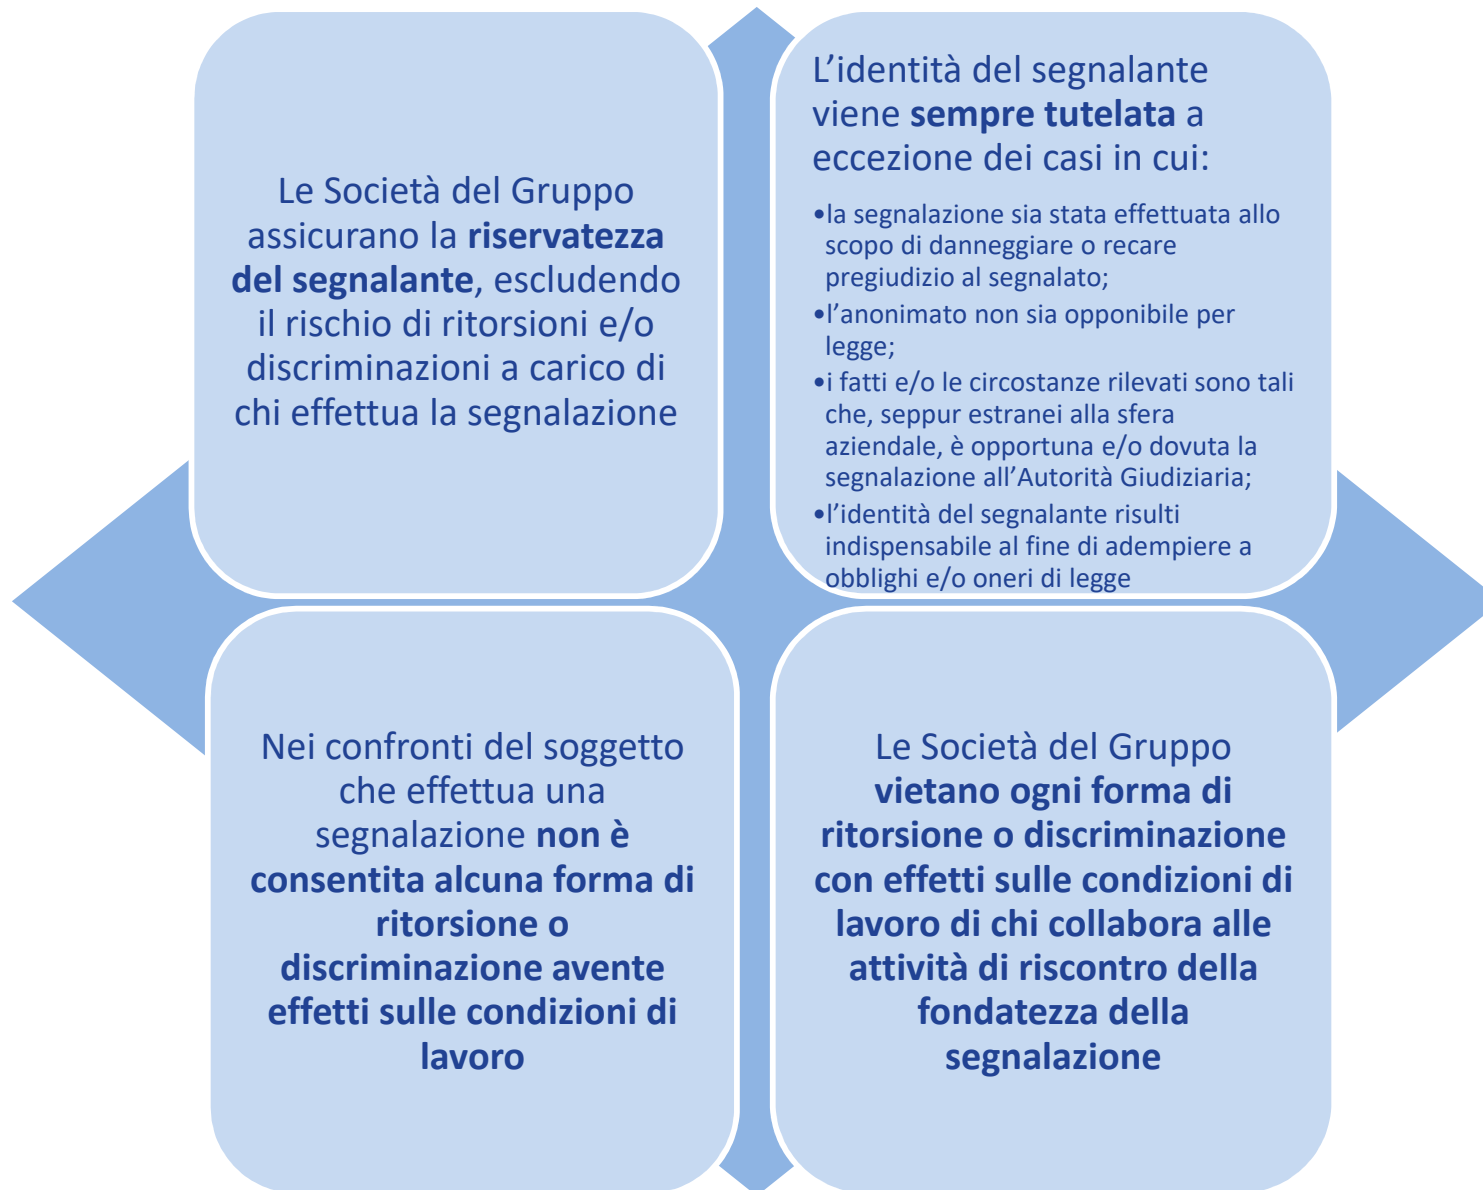 Le Società del Gruppo
assicurano la riservatezza
del segnalante, escludendo
il rischio di ritorsioni e/o
discriminazioni a carico di
chi effettua la segnalazione
L’identità del segnalante
viene sempre tutelata a
eccezione dei casi in cui:
•la segnalazione sia stata effettuata allo
scopo di danneggiare o recare
pregiudizio al segnalato;
•l’anonimato non sia opponibile per
legge;
•i fatti e/o le circostanze rilevati sono tali
che, seppur estranei alla sfera
aziendale, è opportuna e/o dovuta la
segnalazione all’Autorità Giudiziaria;
•l’identità del segnalante risulti
indispensabile al fine di adempiere a
obblighi e/o oneri di legge
Nei confronti del soggetto
che effettua una
segnalazione non è
consentita alcuna forma di
ritorsione o
discriminazione avente
effetti sulle condizioni di
lavoro
Le Società del Gruppo
vietano ogni forma di
ritorsione o discriminazione
con effetti sulle condizioni di
lavoro di chi collabora alle
attività di riscontro della
fondatezza della
segnalazione